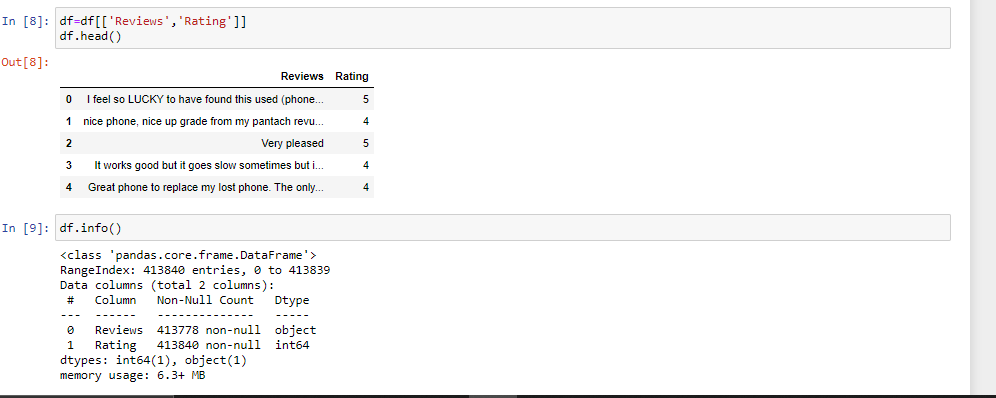 In [8]: df=df[['Reviews','Rating']]
df.head()
Out[8]:
Reviews Rating
0 I feel so LUCKY to have found this used (phone... 5
1 nice phone, nice up grade from my pantach revu... 4
2 Very pleased 5
3 It works good but it goes slow sometimes but i... 4
4 Great phone to replace my lost phone. The only... 4
In [9]: df.info()
<class 'pandas.core.frame.DataFrame'>
RangeIndex: 413840 entries, 0 to 413839
Data columns (total 2 columns):
# Column Non-Null Count Dtype
--- ------ -------------- -----
0 Reviews 413778 non-null object
1 Rating 413840 non-null int64
dtypes: int64(1), object(1)
memory usage: 6.3+ MB